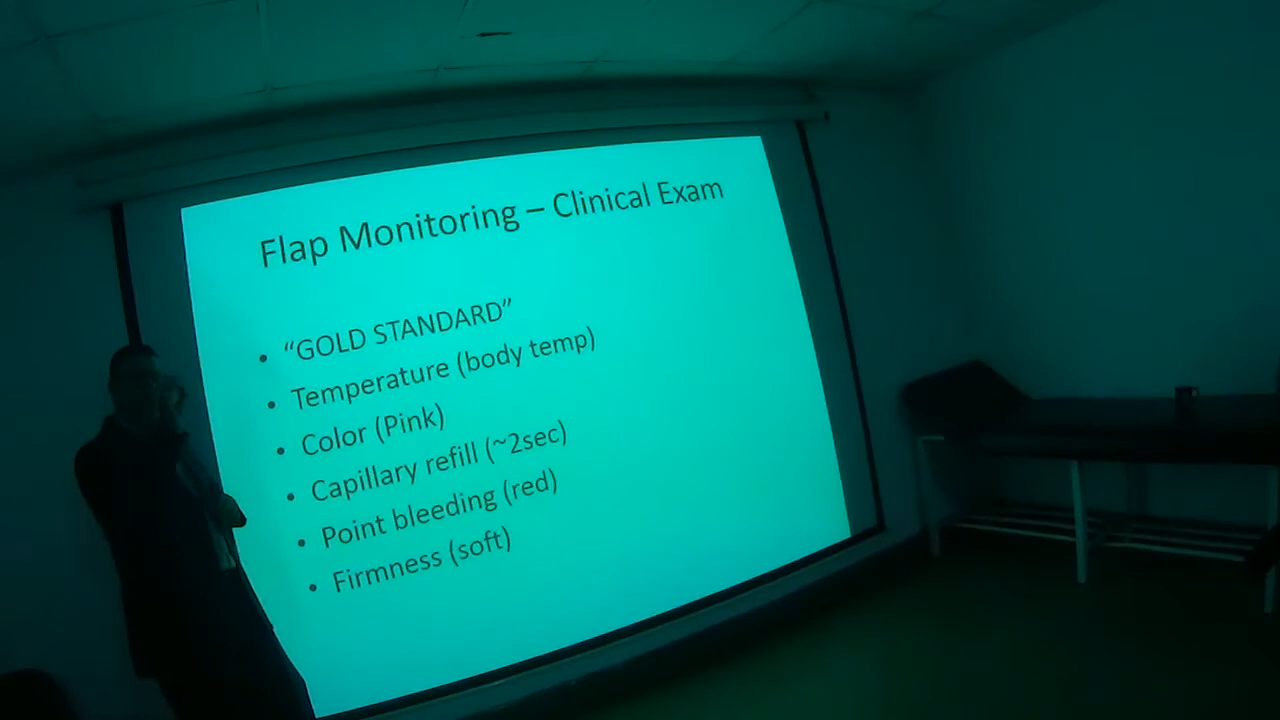 Flap Monitoring – Clinical Exam
• “GOLD STANDARD”
• Temperature (body temp)
• Color (Pink)
• Capillary refill (~2sec)
• Point bleeding (red)
• Firmness (soft)